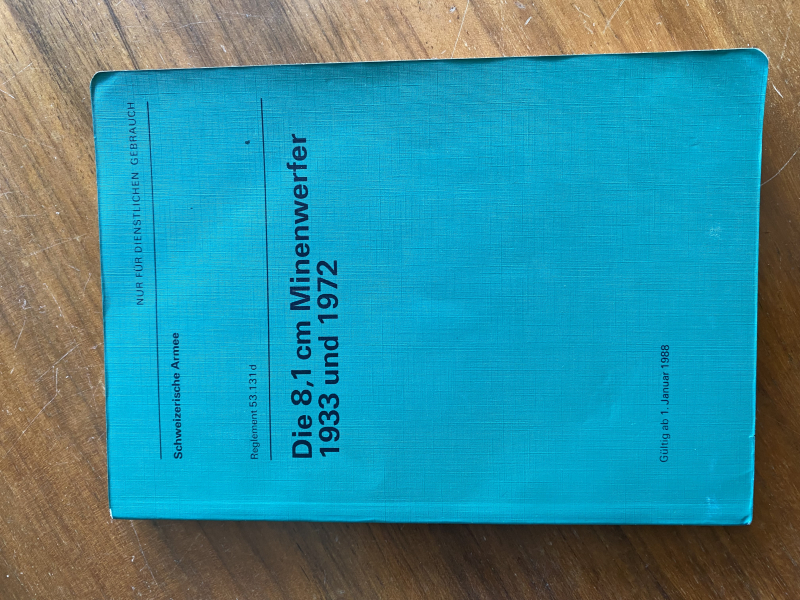 NUR FÜR DIENSTLICHEN GEBRAUCH
Schweizerische Armee
Reglement 53.131 d
Die 8,1 cm Minenwerfer
1933 und 1972
Gültig ab 1. Januar 1988